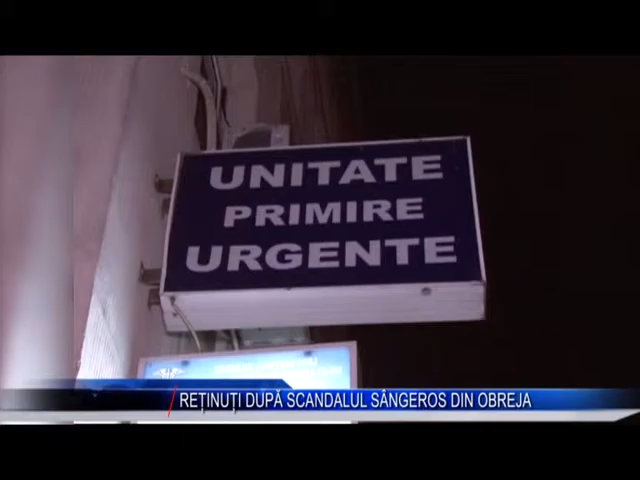 UNITATE
PRIMIRE
URGENTE
REȚINUȚI DUPĂ SCANDALUL SÂNGEROS DIN OBREJA